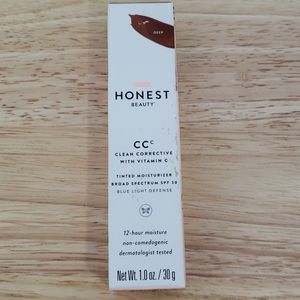 DEEP
HONEST
BEAUTY
CCC
CLEAN CORRECTIVE
WITH VITAMIN C
TINTED MOISTURIZER
BROAD SPECTRUM SPF 30
BLUE LIGHT DEFENSE
12-hour moisture
non-comedogenic
dermatologist tested
Net Wt. 1.0 oz. / 30 g